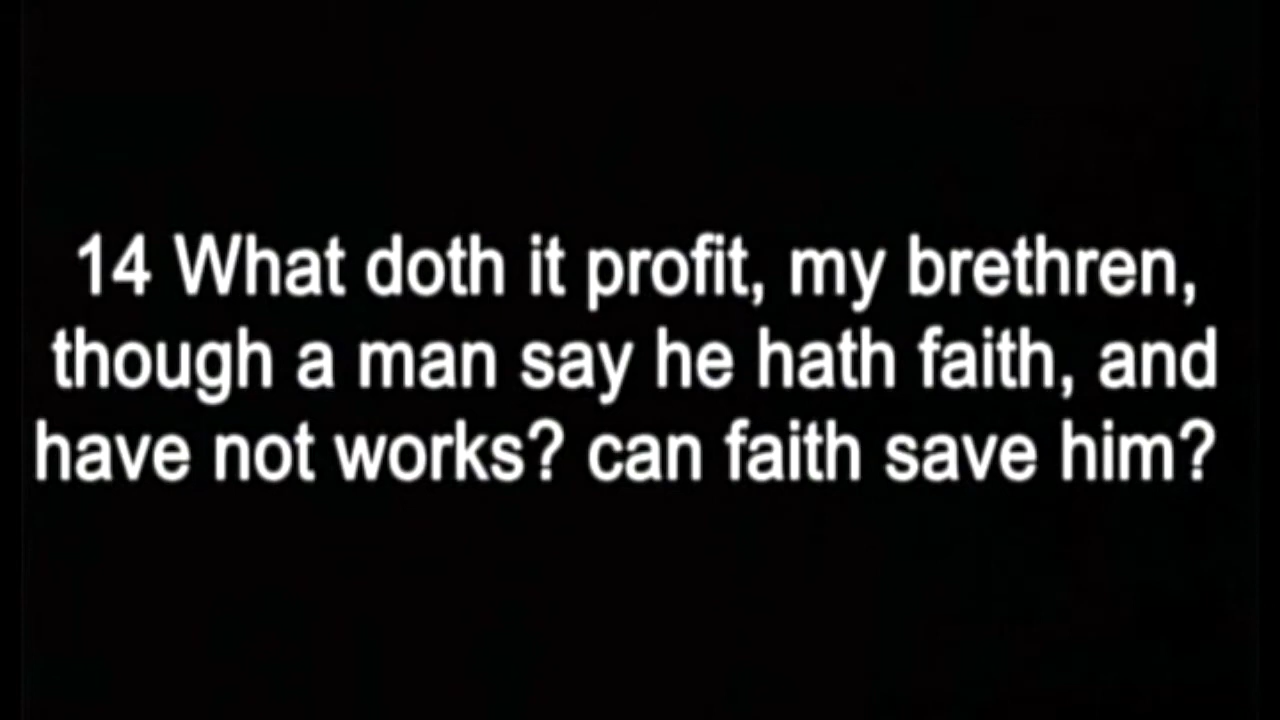 14 What doth it profit, my brethren,
though a man say he hath faith, and
have not works? can faith save him?